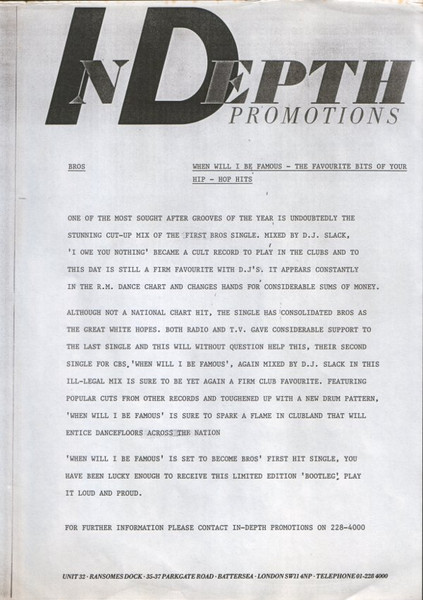 IN DEPTH
PROMOTIONS
BROS WHEN WILL I BE FAMOUS - THE FAVOURITE BITS OF YOUR
HIP - HOP HITS
ONE OF THE MOST SOUGHT AFTER GROOVES OF THE YEAR IS UNDOUBTEDLY THE
STUNNING CUT-UP MIX OF THE FIRST BROS SINGLE. MIXED BY D.J. SLACK,
'I OWE YOU NOTHING' BECAME A CULT RECORD TO PLAY IN THE CLUBS AND TO
THIS DAY IS STILL A FIRM FAVOURITE WITH D.J'S. IT APPEARS CONSTANTLY
IN THE R.M. DANCE CHART AND CHANGES HANDS FOR CONSIDERABLE SUMS OF MONEY.
ALTHOUGH NOT A NATIONAL CHART HIT, THE SINGLE HAS CONSOLIDATED BROS AS
THE GREAT WHITE HOPES. BOTH RADIO AND T.V. GAVE CONSIDERABLE SUPPORT TO
THE LAST SINGLE AND THIS WILL WITHOUT QUESTION HELP THIS, THEIR SECOND
SINGLE FOR CBS, 'WHEN WILL I BE FAMOUS', AGAIN MIXED BY D.J. SLACK IN THIS
ILL-LEGAL MIX IS SURE TO BE YET AGAIN A FIRM CLUB FAVOURITE. FEATURING
POPULAR CUTS FROM OTHER RECORDS AND TOUGHENED UP WITH A NEW DRUM PATTERN,
'WHEN WILL I BE FAMOUS' IS SURE TO SPARK A FLAME IN CLUBLAND THAT WILL
ENTICE DANCEFLOORS ACROSS THE NATION
'WHEN WILL I BE FAMOUS' IS SET TO BECOME BROS' FIRST HIT SINGLE, YOU
HAVE BEEN LUCKY ENOUGH TO RECEIVE THIS LIMITED EDITION 'BOOTLEG', PLAY
IT LOUD AND PROUD.
FOR FURTHER INFORMATION PLEASE CONTACT IN-DEPTH PROMOTIONS ON 228-4000
UNIT 32 · RANSOMES DOCK · 35-37 PARKGATE ROAD · BATTERSEA · LONDON SW11 4NP · TELEPHONE 01-228 4000